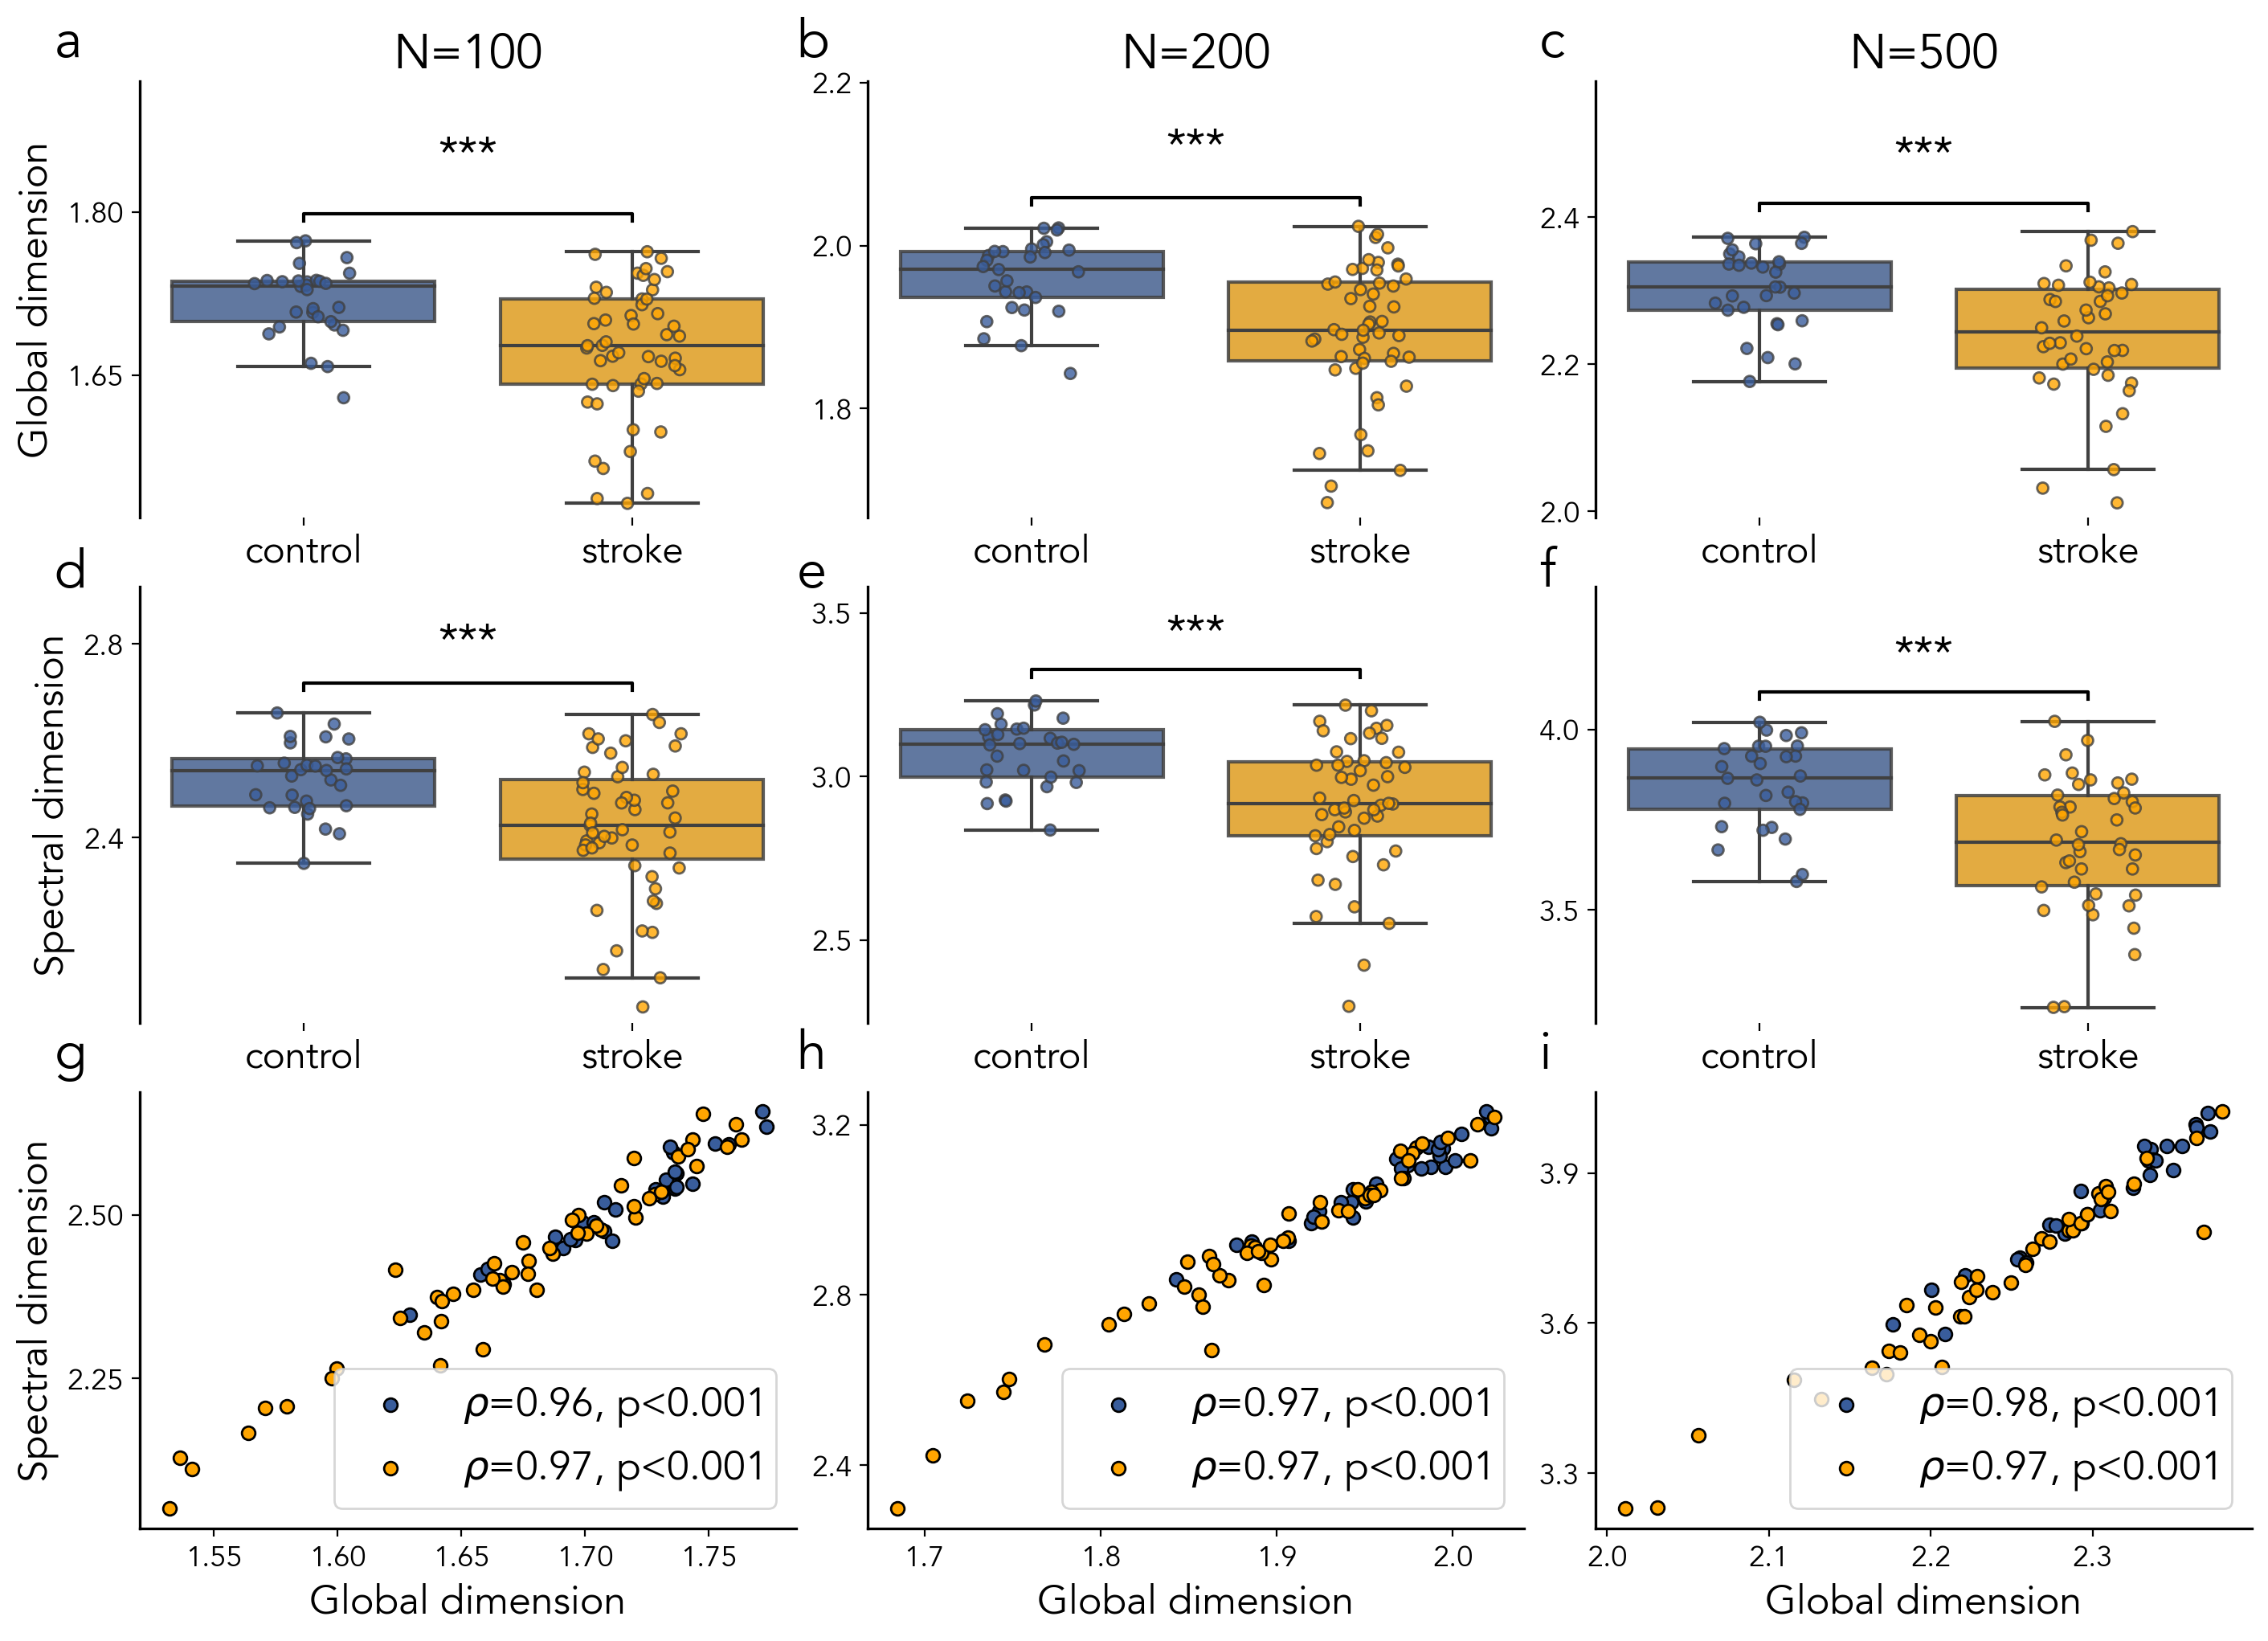 a
N=100
b
N=200
c
N=500
Global dimension
1.80
1.65
***
control
stroke
2.2
2.0
1.8
***
control
stroke
2.4
2.2
2.0
***
control
stroke
d
e
f
Spectral dimension
2.8
2.4
***
control
stroke
3.5
3.0
2.5
***
control
stroke
4.0
3.5
***
control
stroke
g
h
i
Spectral dimension
2.50
2.25
ρ=0.96, p<0.001
ρ=0.97, p<0.001
1.55 1.60 1.65 1.70 1.75
Global dimension
3.2
2.8
2.4
ρ=0.97, p<0.001
ρ=0.97, p<0.001
1.7 1.8 1.9 2.0
Global dimension
3.9
3.6
3.3
ρ=0.98, p<0.001
ρ=0.97, p<0.001
2.0 2.1 2.2 2.3
Global dimension